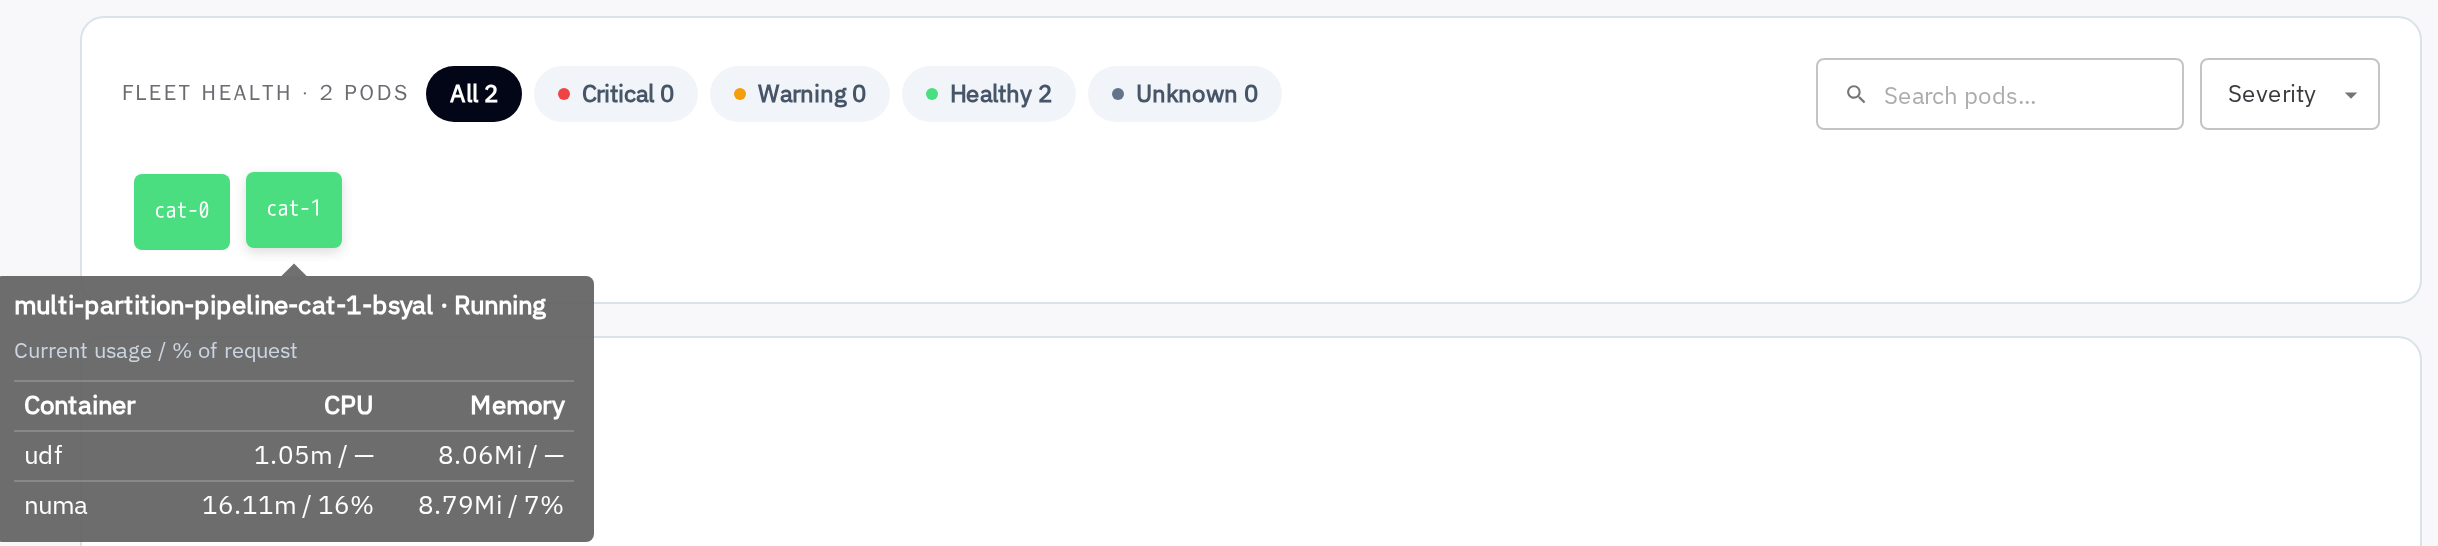 FLEET HEALTH · 2 PODS All 2 Critical 0 Warning 0 Healthy 2 Unknown 0 Search pods... Severity
cat-0 cat-1
multi-partition-pipeline-cat-1-bsyal · Running
Current usage / % of request
Container CPU Memory
udf 1.05m / — 8.06Mi / —
numa 16.11m / 16% 8.79Mi / 7%